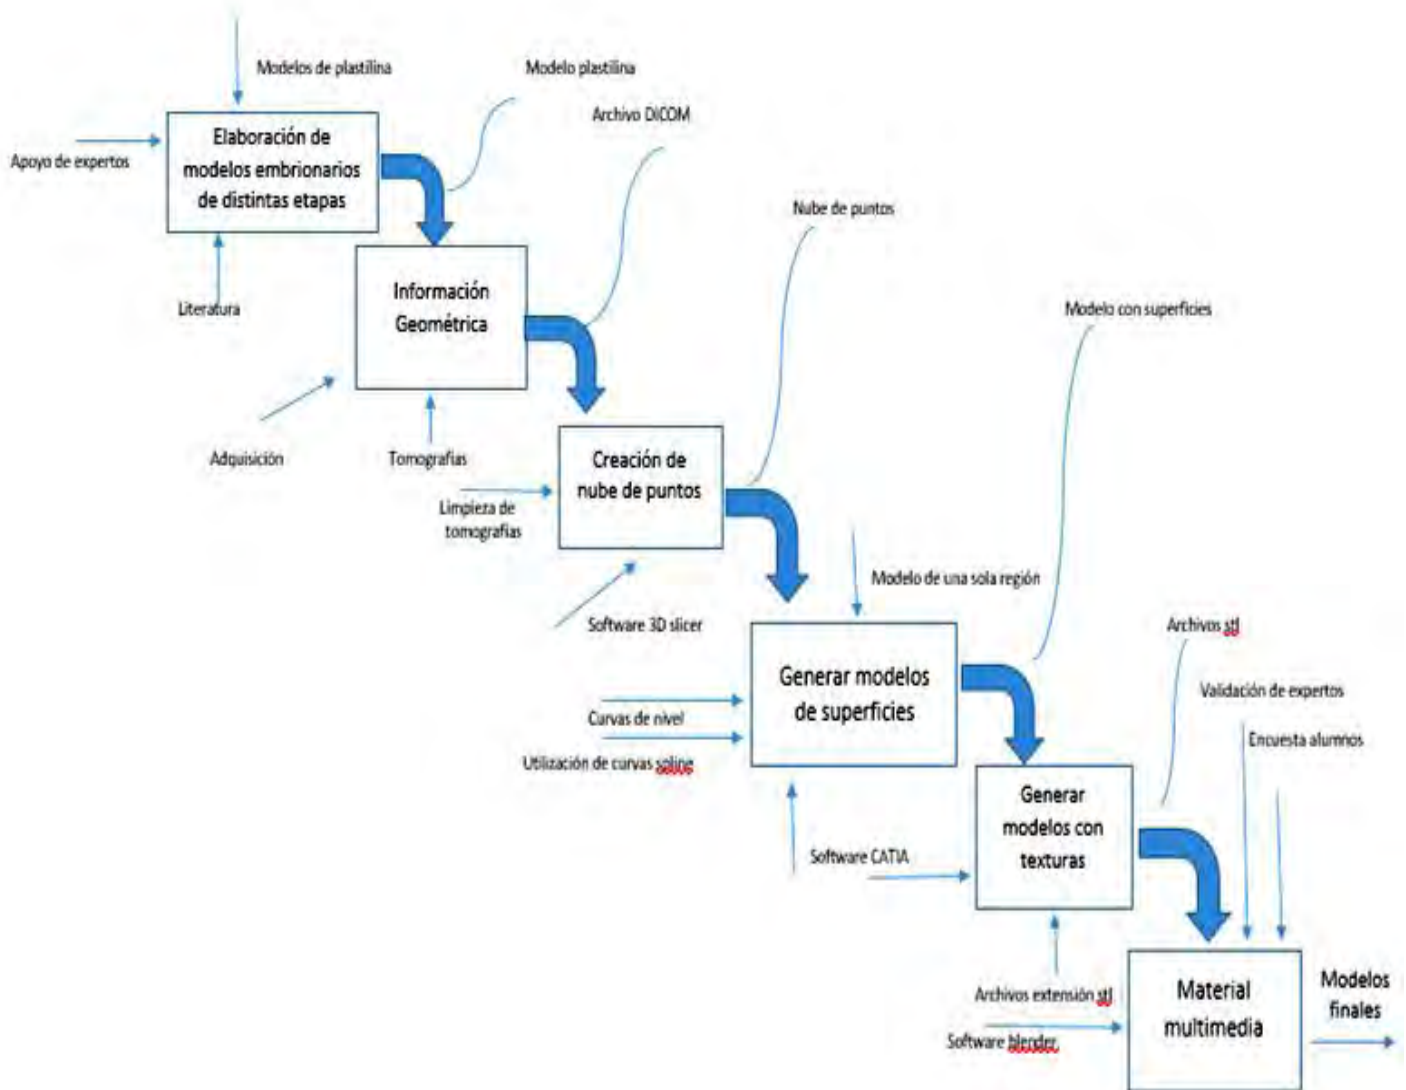 Modelos de plastilina
Modelo plastilina
Archivo DICOM
Apoyo de expertos
Elaboración de
modelos embrionarios
de distintas etapas
Literatura
Nube de puntos
Información
Geométrica
Modelo con superficies
Adquisición
Tomografias
Creación de
nube de puntos
Limpieza de
tomografias
Software 3D slicer
Modelo de una sola región
Archivos stl
Generar modelos
de superficies
Validación de expertos
Encuesta alumnos
Curvas de nivel
Utilización de curvas spline
Generar
modelos con
texturas
Software CATIA
Archivos extensión stl
Software blender
Material
multimedia
Modelos
finales